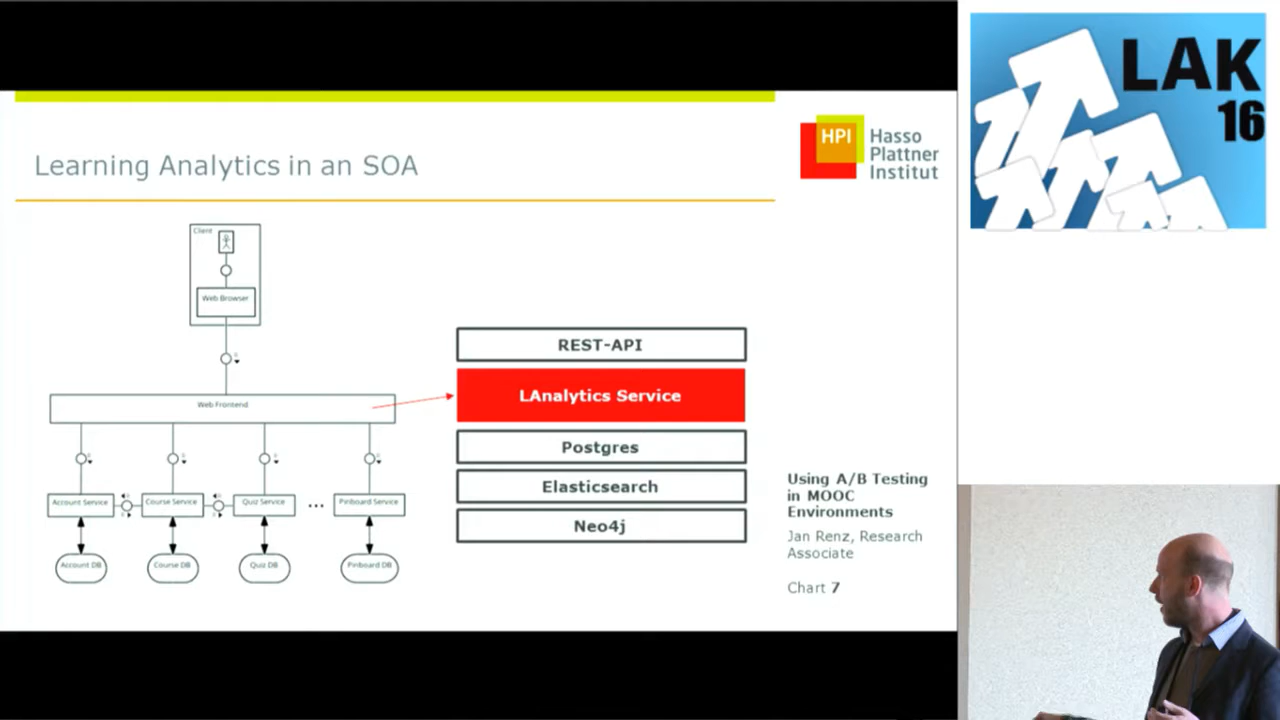 Learning Analytics in an SOA
HPI
Hasso
Plattner
Institut
LAK
16
Client
Web Browser
Web Frontend
Account Service
Course Service
Quiz Service
...
Pinboard Service
Account DB
Course DB
Quiz DB
Pinboard DB
REST-API
LAnalytics Service
Postgres
Elasticsearch
Neo4j
Using A/B Testing
in MOOC
Environments
Jan Renz, Research
Associate
Chart 7